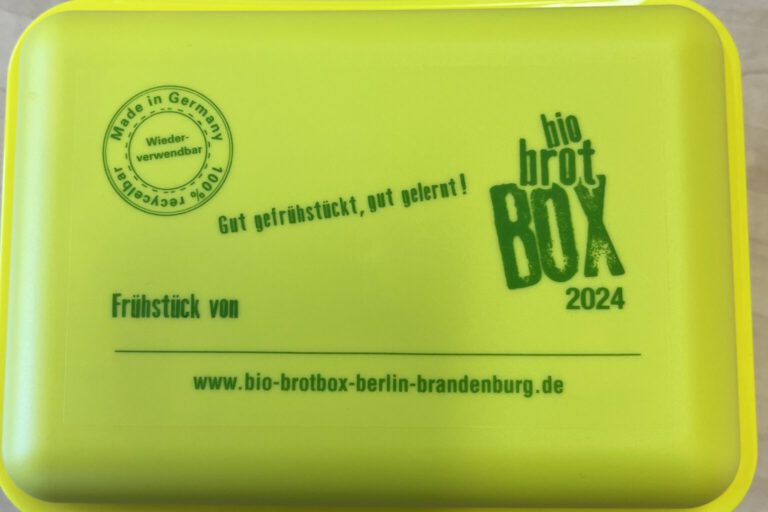 Made in Germany
Wieder-
verwendbar
100% recycelbar
bio
brot
BOX
2024
Gut gefrühstückt, gut gelernt!
Frühstück von
www.bio-brotbox-berlin-brandenburg.de